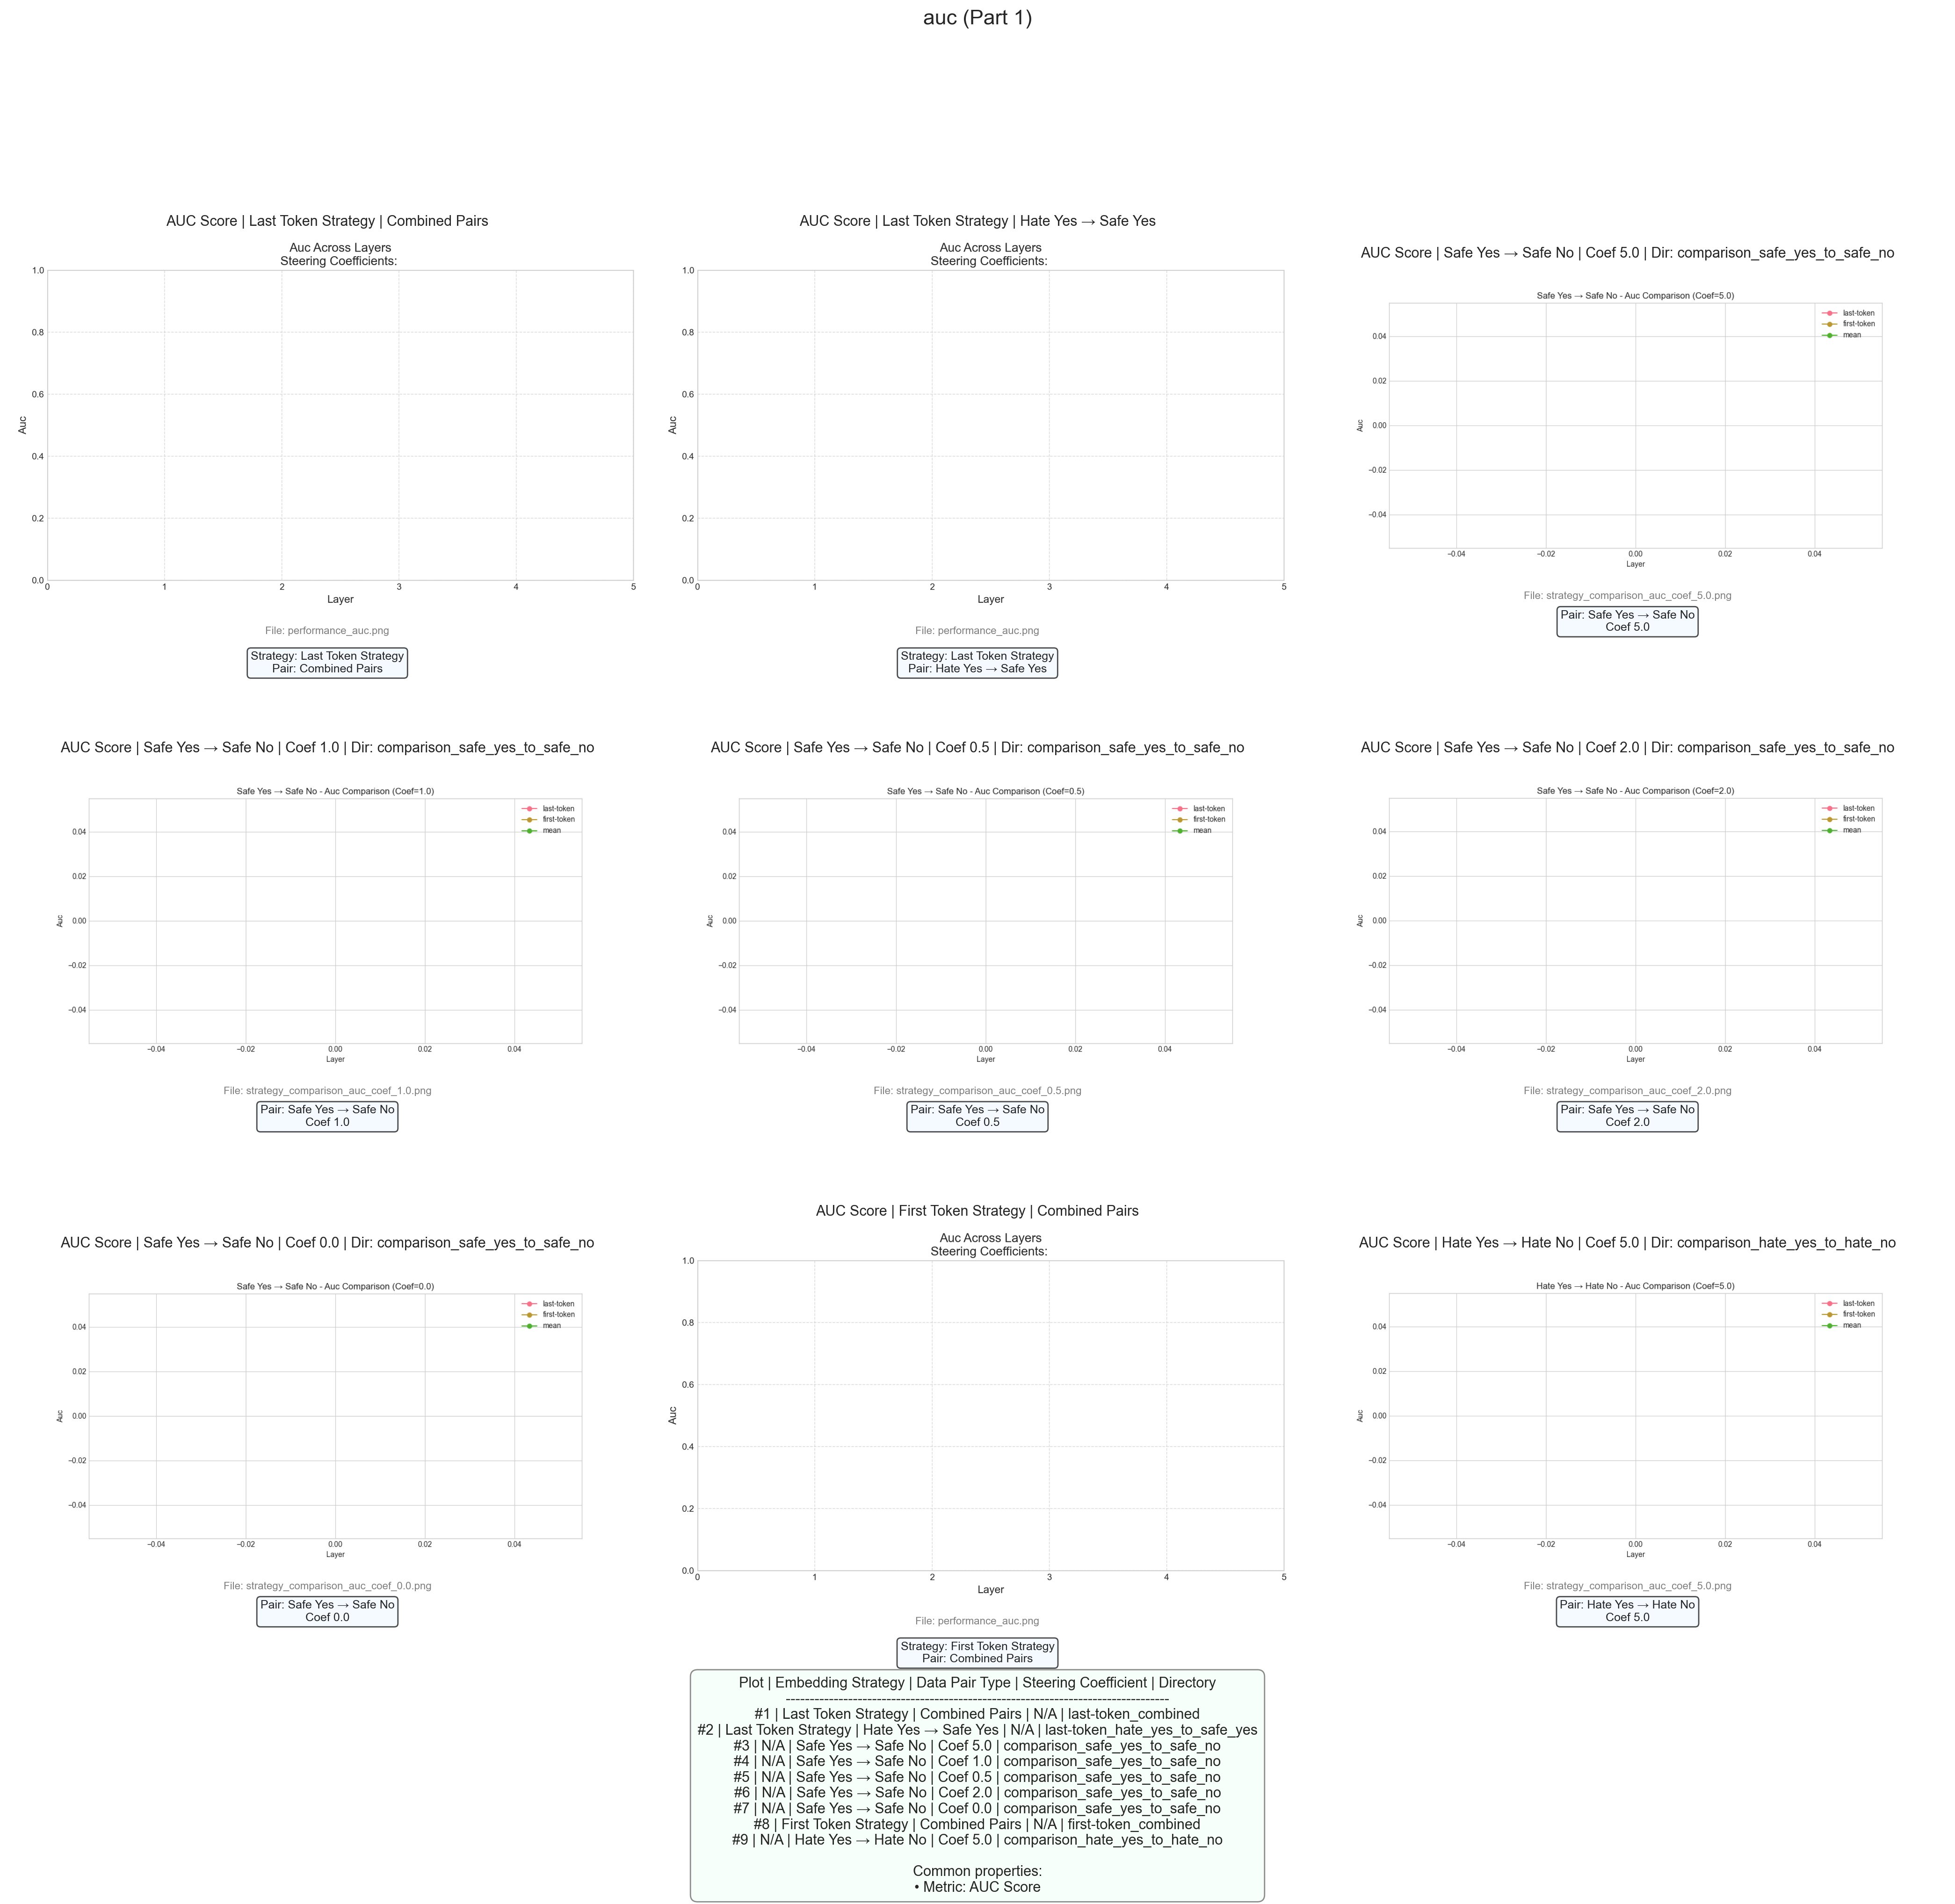 auc (Part 1)
AUC Score | Last Token Strategy | Combined Pairs
Auc Across Layers
Steering Coefficients:
1.0
0.8
0.6
0.4
0.2
0.0
Auc
0 1 2 3 4 5
Layer
File: performance_auc.png
Strategy: Last Token Strategy
Pair: Combined Pairs
AUC Score | Last Token Strategy | Hate Yes → Safe Yes
Auc Across Layers
Steering Coefficients:
1.0
0.8
0.6
0.4
0.2
0.0
Auc
0 1 2 3 4 5
Layer
File: performance_auc.png
Strategy: Last Token Strategy
Pair: Hate Yes → Safe Yes
AUC Score | Safe Yes → Safe No | Coef 5.0 | Dir: comparison_safe_yes_to_safe_no
Safe Yes → Safe No - Auc Comparison (Coef=5.0)
last-token
first-token
mean
0.04
0.02
0.00
−0.02
−0.04
Auc
−0.04 −0.02 0.00 0.02 0.04
Layer
File: strategy_comparison_auc_coef_5.0.png
Pair: Safe Yes → Safe No
Coef 5.0
AUC Score | Safe Yes → Safe No | Coef 1.0 | Dir: comparison_safe_yes_to_safe_no
Safe Yes → Safe No - Auc Comparison (Coef=1.0)
last-token
first-token
mean
0.04
0.02
0.00
−0.02
−0.04
Auc
−0.04 −0.02 0.00 0.02 0.04
Layer
File: strategy_comparison_auc_coef_1.0.png
Pair: Safe Yes → Safe No
Coef 1.0
AUC Score | Safe Yes → Safe No | Coef 0.5 | Dir: comparison_safe_yes_to_safe_no
Safe Yes → Safe No - Auc Comparison (Coef=0.5)
last-token
first-token
mean
0.04
0.02
0.00
−0.02
−0.04
Auc
−0.04 −0.02 0.00 0.02 0.04
Layer
File: strategy_comparison_auc_coef_0.5.png
Pair: Safe Yes → Safe No
Coef 0.5
AUC Score | Safe Yes → Safe No | Coef 2.0 | Dir: comparison_safe_yes_to_safe_no
Safe Yes → Safe No - Auc Comparison (Coef=2.0)
last-token
first-token
mean
0.04
0.02
0.00
−0.02
−0.04
Auc
−0.04 −0.02 0.00 0.02 0.04
Layer
File: strategy_comparison_auc_coef_2.0.png
Pair: Safe Yes → Safe No
Coef 2.0
AUC Score | Safe Yes → Safe No | Coef 0.0 | Dir: comparison_safe_yes_to_safe_no
Safe Yes → Safe No - Auc Comparison (Coef=0.0)
last-token
first-token
mean
0.04
0.02
0.00
−0.02
−0.04
Auc
−0.04 −0.02 0.00 0.02 0.04
Layer
File: strategy_comparison_auc_coef_0.0.png
Pair: Safe Yes → Safe No
Coef 0.0
AUC Score | First Token Strategy | Combined Pairs
Auc Across Layers
Steering Coefficients:
1.0
0.8
0.6
0.4
0.2
0.0
Auc
0 1 2 3 4 5
Layer
File: performance_auc.png
Strategy: First Token Strategy
Pair: Combined Pairs
AUC Score | Hate Yes → Hate No | Coef 5.0 | Dir: comparison_hate_yes_to_hate_no
Hate Yes → Hate No - Auc Comparison (Coef=5.0)
last-token
first-token
mean
0.04
0.02
0.00
−0.02
−0.04
Auc
−0.04 −0.02 0.00 0.02 0.04
Layer
File: strategy_comparison_auc_coef_5.0.png
Pair: Hate Yes → Hate No
Coef 5.0
Plot | Embedding Strategy | Data Pair Type | Steering Coefficient | Directory
--------------------------------------------------------------------------------
#1 | Last Token Strategy | Combined Pairs | N/A | last-token_combined
#2 | Last Token Strategy | Hate Yes → Safe Yes | N/A | last-token_hate_yes_to_safe_yes
#3 | N/A | Safe Yes → Safe No | Coef 5.0 | comparison_safe_yes_to_safe_no
#4 | N/A | Safe Yes → Safe No | Coef 1.0 | comparison_safe_yes_to_safe_no
#5 | N/A | Safe Yes → Safe No | Coef 0.5 | comparison_safe_yes_to_safe_no
#6 | N/A | Safe Yes → Safe No | Coef 2.0 | comparison_safe_yes_to_safe_no
#7 | N/A | Safe Yes → Safe No | Coef 0.0 | comparison_safe_yes_to_safe_no
#8 | First Token Strategy | Combined Pairs | N/A | first-token_combined
#9 | N/A | Hate Yes → Hate No | Coef 5.0 | comparison_hate_yes_to_hate_no
Common properties:
• Metric: AUC Score